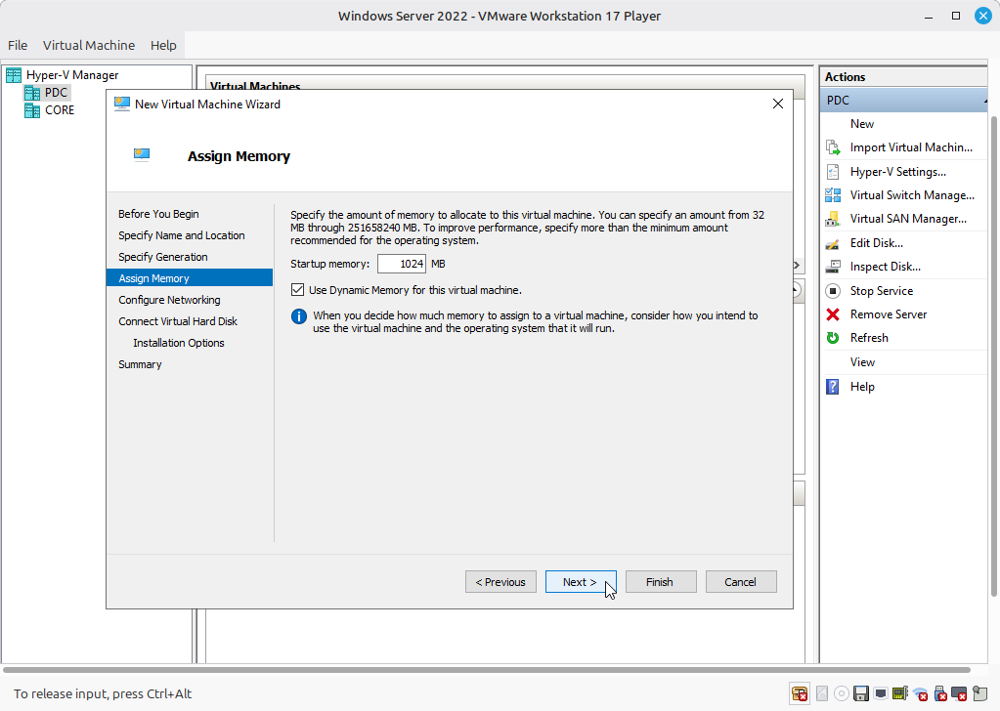 Windows Server 2022 - VMware Workstation 17 Player
File Virtual Machine Help
Hyper-V Manager
PDC
CORE
Virtual Machines
New Virtual Machine Wizard
Assign Memory
Before You Begin
Specify Name and Location
Specify Generation
Assign Memory
Configure Networking
Connect Virtual Hard Disk
Installation Options
Summary
Specify the amount of memory to allocate to this virtual machine. You can specify an amount from 32
MB through 251658240 MB. To improve performance, specify more than the minimum amount
recommended for the operating system.
Startup memory: 1024 MB
Use Dynamic Memory for this virtual machine.
When you decide how much memory to assign to a virtual machine, consider how you intend to
use the virtual machine and the operating system that it will run.
< Previous Next > Finish Cancel
Actions
PDC
New
Import Virtual Machin...
Hyper-V Settings...
Virtual Switch Manage...
Virtual SAN Manager...
Edit Disk...
Inspect Disk...
Stop Service
Remove Server
Refresh
View
Help
To release input, press Ctrl+Alt